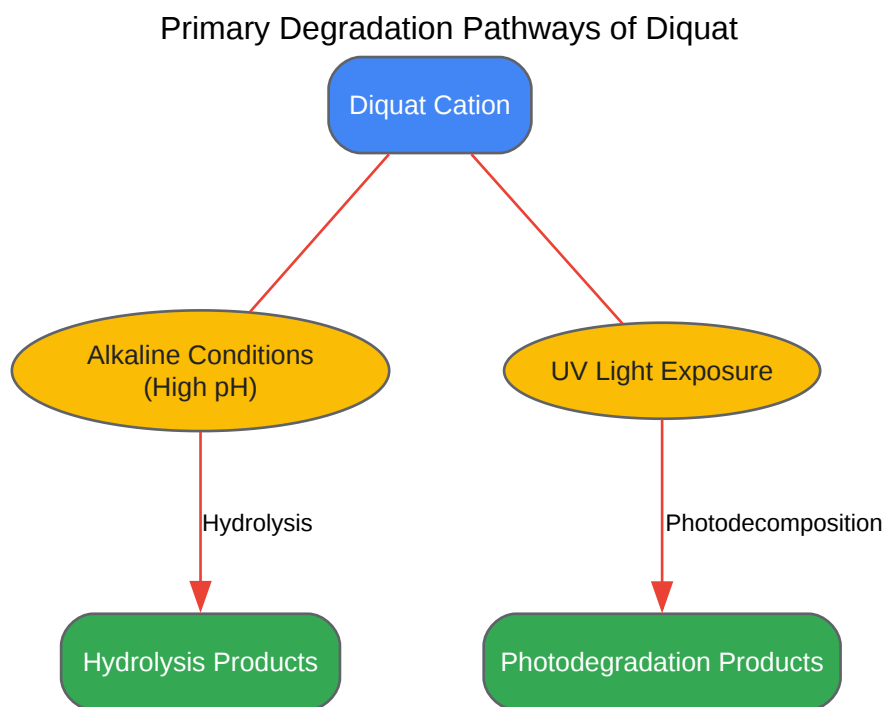 Primary Degradation Pathways of Diquat
Diquat Cation
Alkaline Conditions
(High pH)
UV Light Exposure
Hydrolysis
Photodecomposition
Hydrolysis Products
Photodegradation Products